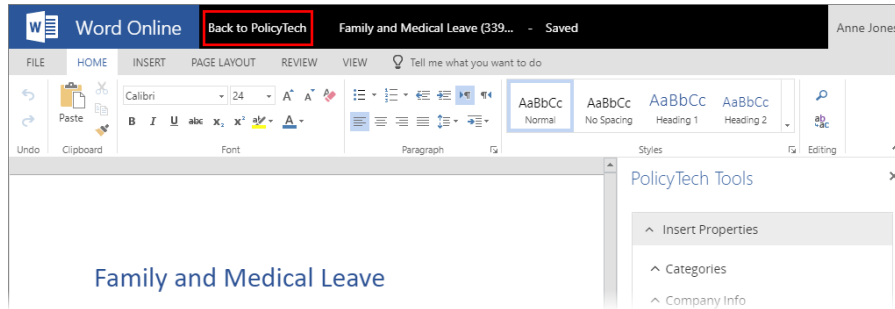 W Word Online Back to PolicyTech Family and Medical Leave (339... - Saved Anne Jones
FILE HOME INSERT PAGE LAYOUT REVIEW VIEW Tell me what you want to do
Calibri 24 A A
Paste B I U abc x₂ x² ab A
AaBbCc AaBbCc AaBbCc AaBbCc
Normal No Spacing Heading 1 Heading 2
Undo Clipboard Font Paragraph Styles Editing
PolicyTech Tools
Insert Properties
Categories
Family and Medical Leave
Company Info